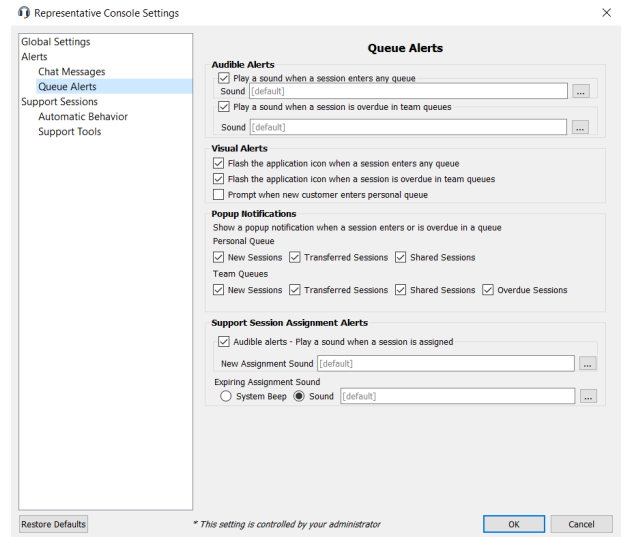 Representative Console Settings
Global Settings
Alerts
Chat Messages
Queue Alerts
Support Sessions
Automatic Behavior
Support Tools
Queue Alerts
Audible Alerts
Play a sound when a session enters any queue
Sound [default] ...
Play a sound when a session is overdue in team queues
Sound [default] ...
Visual Alerts
Flash the application icon when a session enters any queue
Flash the application icon when a session is overdue in team queues
Prompt when new customer enters personal queue
Popup Notifications
Show a popup notification when a session enters or is overdue in a queue
Personal Queue
New Sessions Transferred Sessions Shared Sessions
Team Queues
New Sessions Transferred Sessions Shared Sessions Overdue Sessions
Support Session Assignment Alerts
Audible alerts - Play a sound when a session is assigned
New Assignment Sound [default] ...
Expiring Assignment Sound
System Beep Sound [default] ...
Restore Defaults * This setting is controlled by your administrator OK Cancel